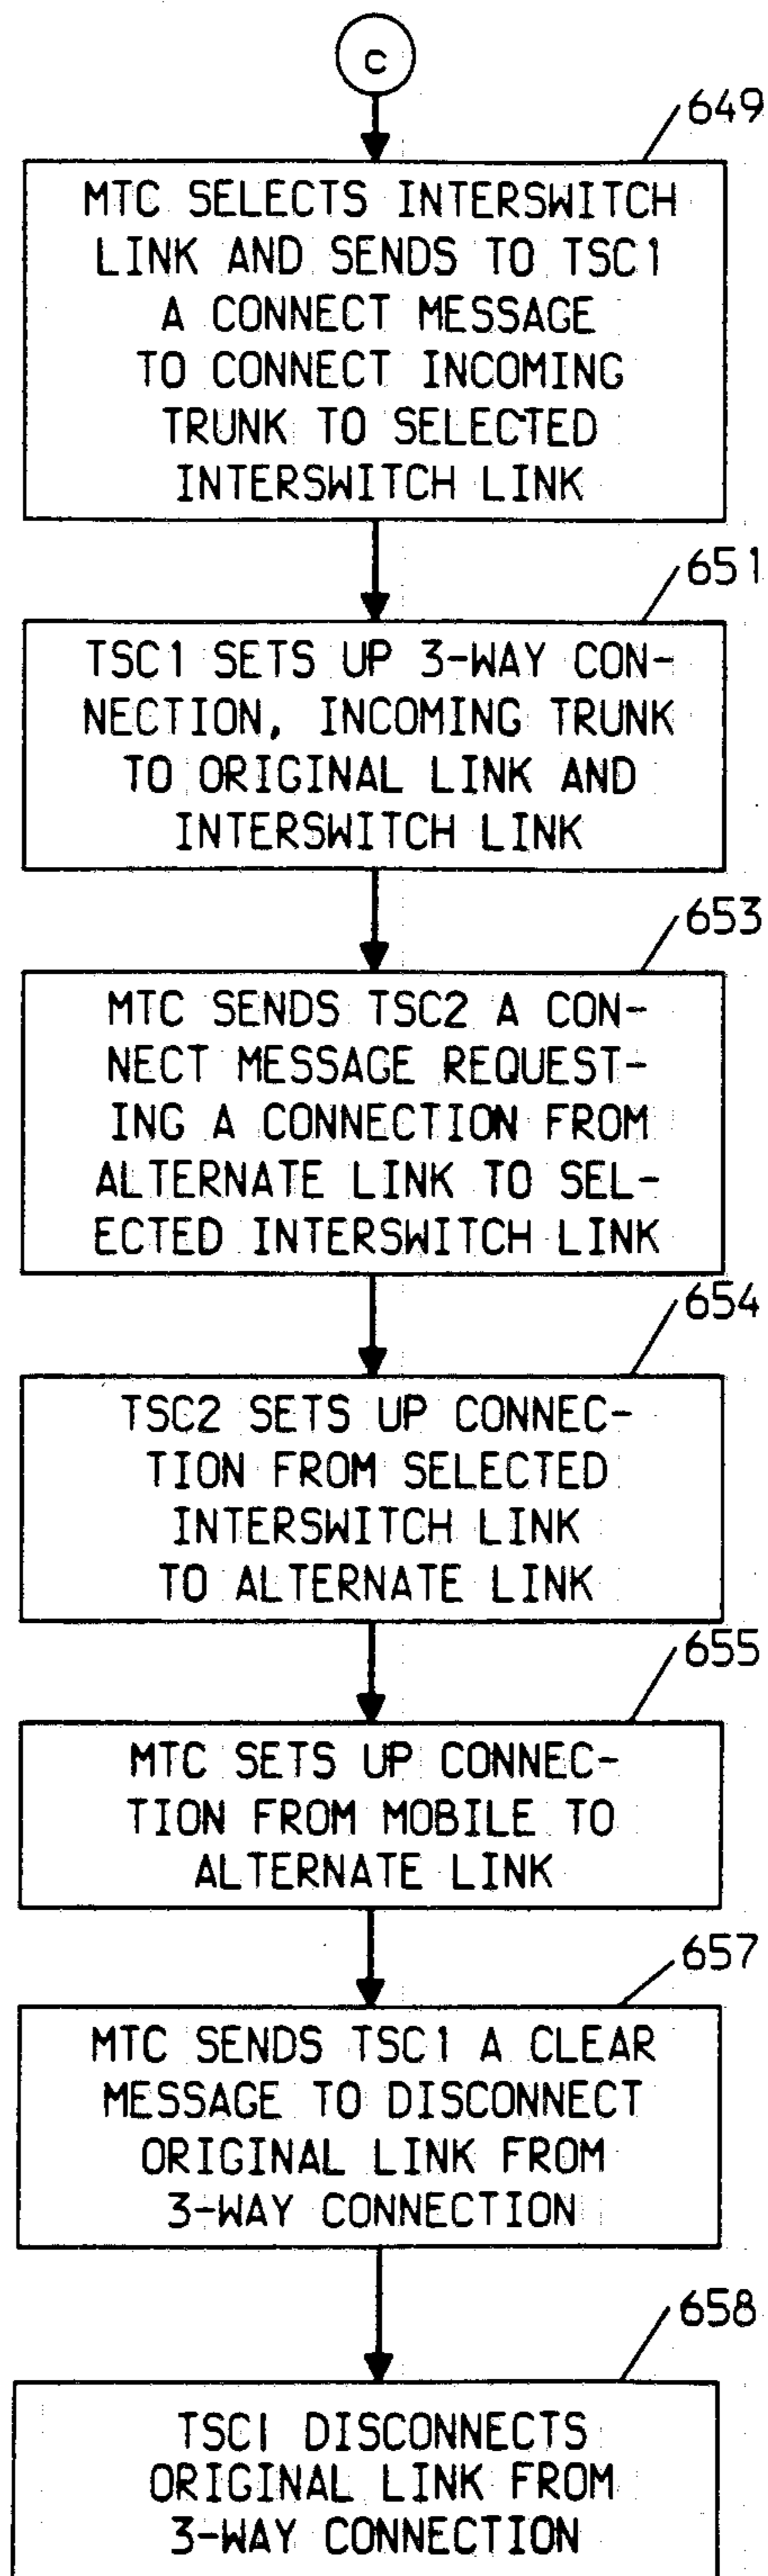 C
649
MTC SELECTS INTERSWITCH
LINK AND SENDS TO TSC1
A CONNECT MESSAGE
TO CONNECT INCOMING
TRUNK TO SELECTED
INTERSWITCH LINK
651
TSC1 SETS UP 3-WAY CON-
NECTION, INCOMING TRUNK
TO ORIGINAL LINK AND
INTERSWITCH LINK
653
MTC SENDS TSC2 A CON-
NECT MESSAGE REQUEST-
ING A CONNECTION FROM
ALTERNATE LINK TO SEL-
ECTED INTERSWITCH LINK
654
TSC2 SETS UP CONNEC-
TION FROM SELECTED
INTERSWITCH LINK
TO ALTERNATE LINK
655
MTC SETS UP CONNEC-
TION FROM MOBILE TO
ALTERNATE LINK
657
MTC SENDS TSC1 A CLEAR
MESSAGE TO DISCONNECT
ORIGINAL LINK FROM
3-WAY CONNECTION
658
TSC1 DISCONNECTS
ORIGINAL LINK FROM
3-WAY CONNECTION